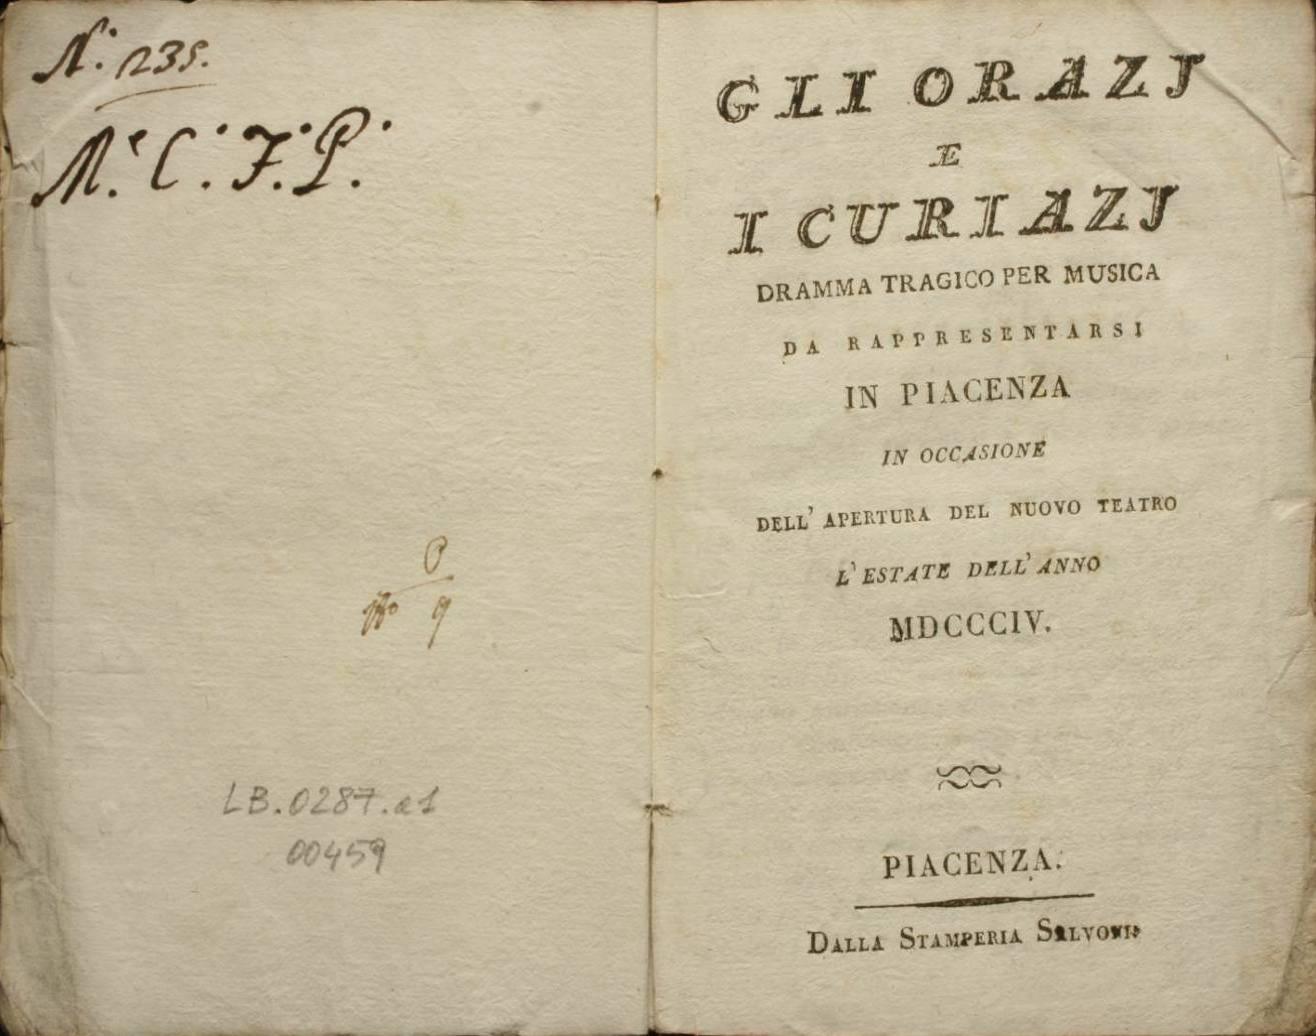 N.° 235.
M.° C. F. P.
P
N.° 9
LB.0287.a1
00459
GLI ORAZJ
E
I CURIAZJ
DRAMMA TRAGICO PER MUSICA
DA RAPPRESENTARSI
IN PIACENZA
IN OCCASIONE
DELL' APERTURA DEL NUOVO TEATRO
L' ESTATE DELL' ANNO
MDCCCIV.
PIACENZA.
DALLA STAMPERIA SALVONI.